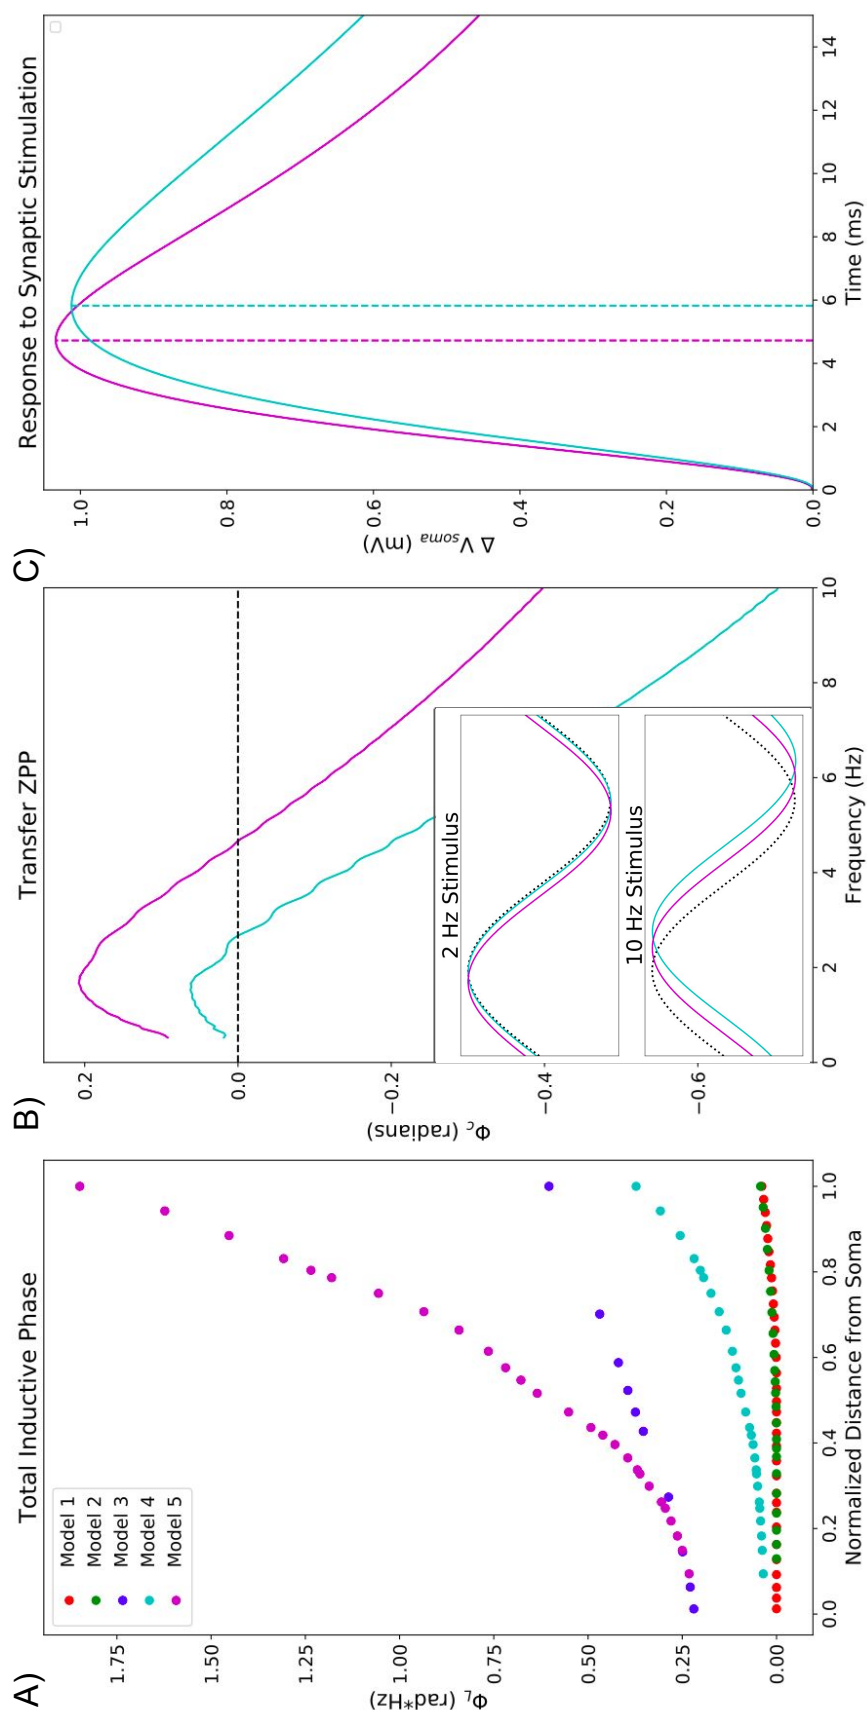 A)
Total Inductive Phase
Model 1
Model 2
Model 3
Model 4
Model 5
1.75
1.50
1.25
1.00
0.75
0.50
0.25
0.00
Φ_L (rad*Hz)
0.0 0.2 0.4 0.6 0.8 1.0
Normalized Distance from Soma
B)
Transfer ZPP
0.2
0.0
−0.2
−0.4
−0.6
Φ_c (radians)
2 Hz Stimulus
10 Hz Stimulus
0 2 4 6 8 10
Frequency (Hz)
C)
Response to Synaptic Stimulation
1.0
0.8
0.6
0.4
0.2
0.0
Δ V_soma (mV)
0 2 4 6 8 10 12 14
Time (ms)